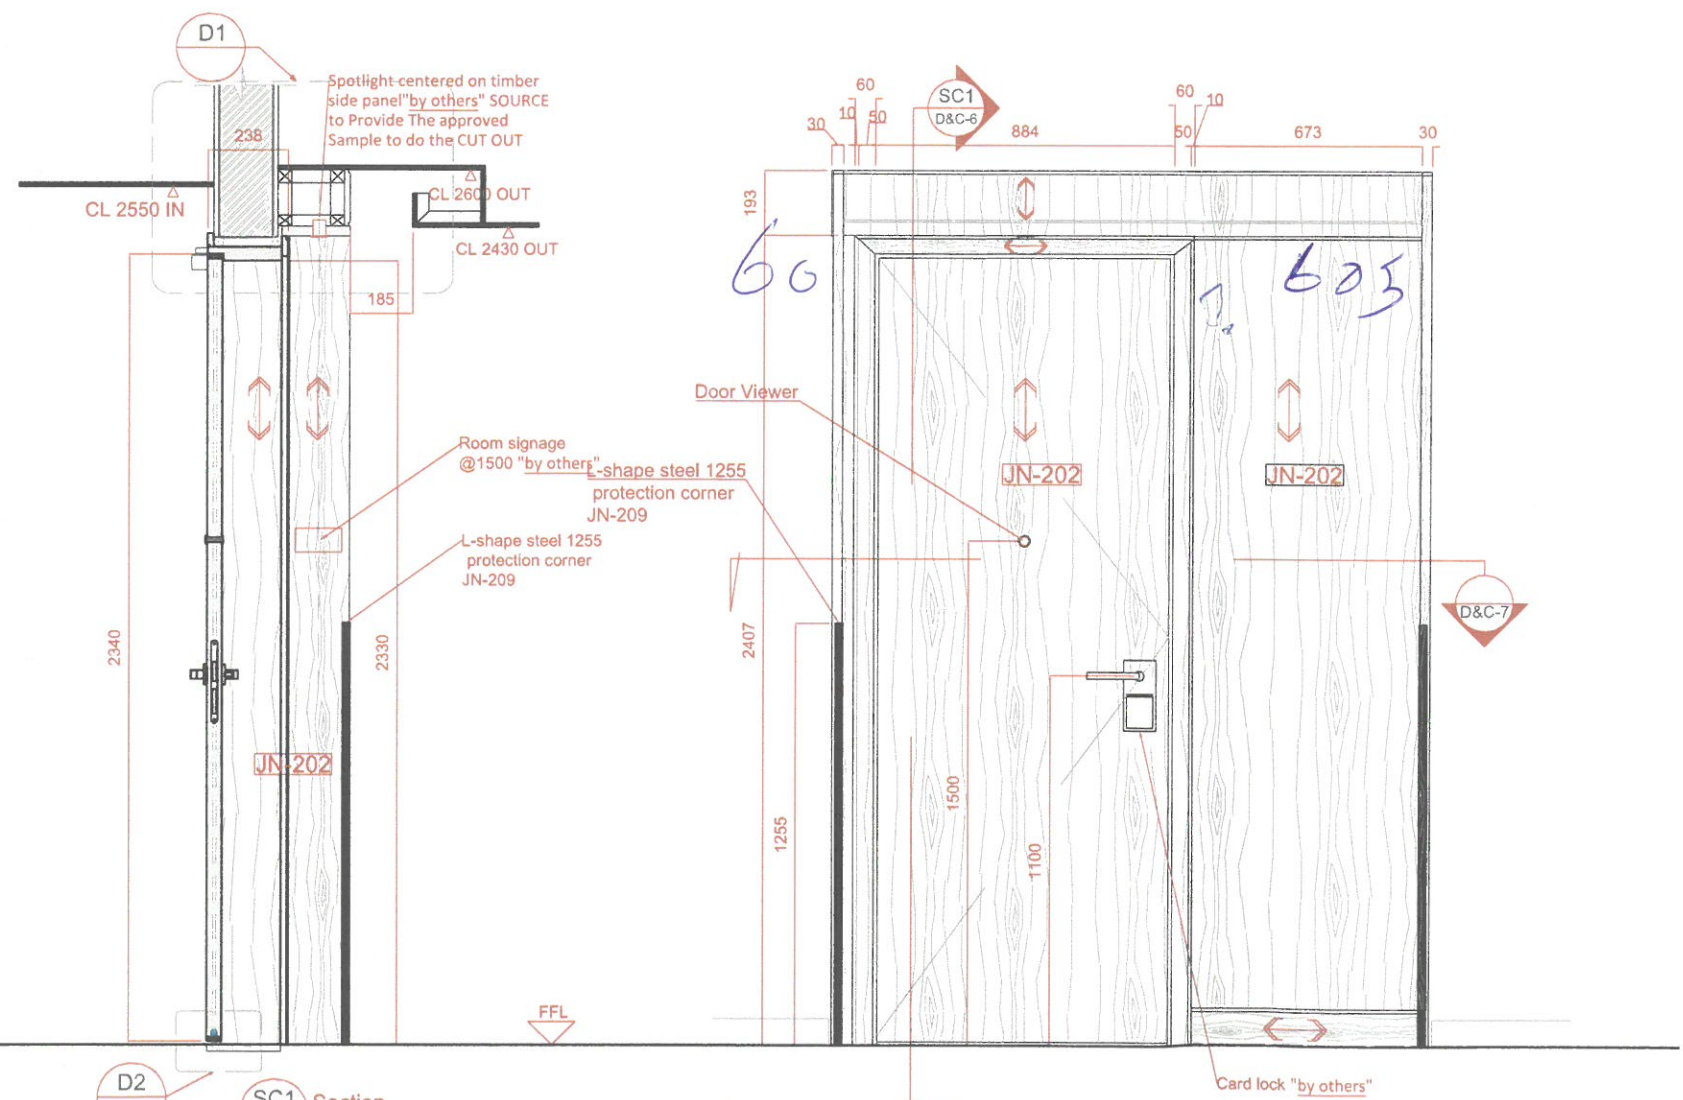 D1
Spotlight centered on timber
side panel"by others" SOURCE
to Provide The approved
Sample to do the CUT OUT
238
CL 2550 IN
CL 2600 OUT
CL 2430 OUT
185
Room signage
@1500 "by others"
L-shape steel 1255
protection corner
JN-209
L-shape steel 1255
protection corner
JN-209
2340
2330
JN-202
FFL
D2
SC1 Section
SC1
D&C-6
60
30
10
50
884
60
50
10
673
30
193
60
605
Door Viewer
JN-202
JN-202
D&C-7
2407
1255
1500
1100
Card lock "by others"